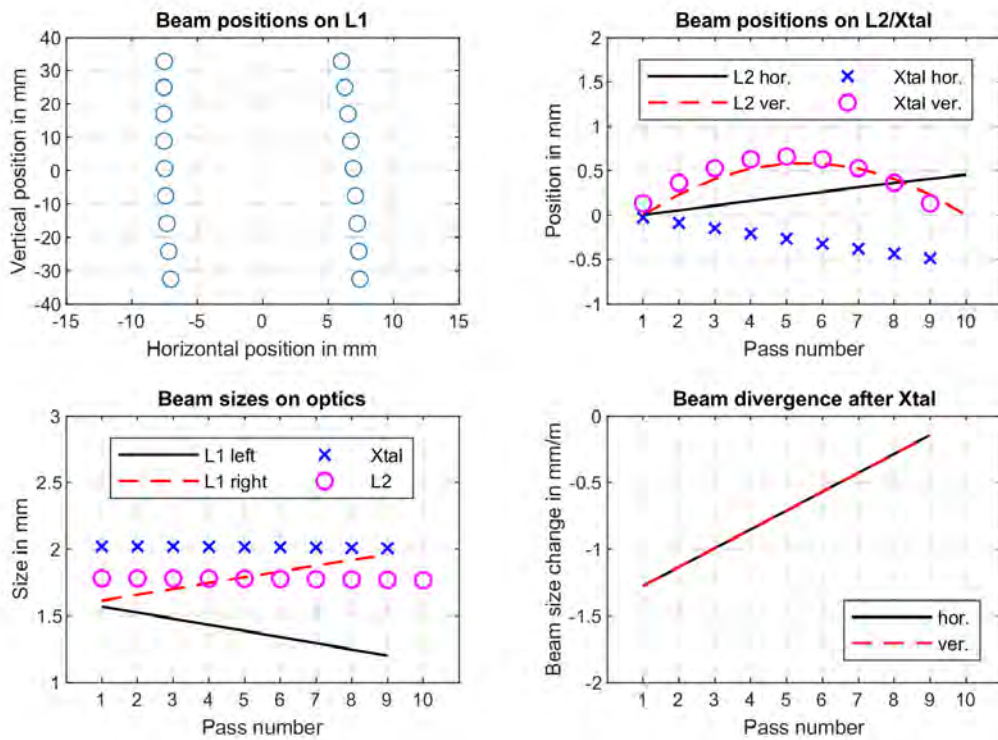 Beam positions on L1
Vertical position in mm
40
30
20
10
0
-10
-20
-30
-40
-15
-10
-5
0
5
10
15
Horizontal position in mm
Beam positions on L2/Xtal
Position in mm
2
1.5
1
0.5
0
-0.5
-1
L2 hor.
L2 ver.
Xtal hor.
Xtal ver.
1 2 3 4 5 6 7 8 9 10
Pass number
Beam sizes on optics
Size in mm
3
2.5
2
1.5
1
L1 left
L1 right
Xtal
L2
1 2 3 4 5 6 7 8 9 10
Pass number
Beam divergence after Xtal
Beam size change in mm/m
0
-0.5
-1
-1.5
-2
hor.
ver.
1 2 3 4 5 6 7 8 9 10
Pass number